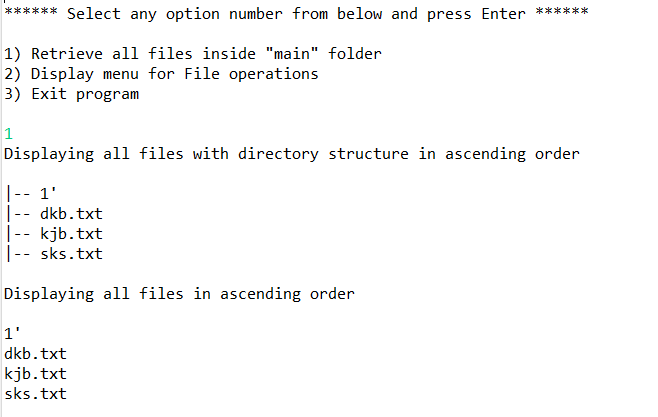 ****** Select any option number from below and press Enter ******
1) Retrieve all files inside "main" folder
2) Display menu for File operations
3) Exit program
1
Displaying all files with directory structure in ascending order
|-- 1'
|-- dkb.txt
|-- kjb.txt
|-- sks.txt
Displaying all files in ascending order
1'
dkb.txt
kjb.txt
sks.txt